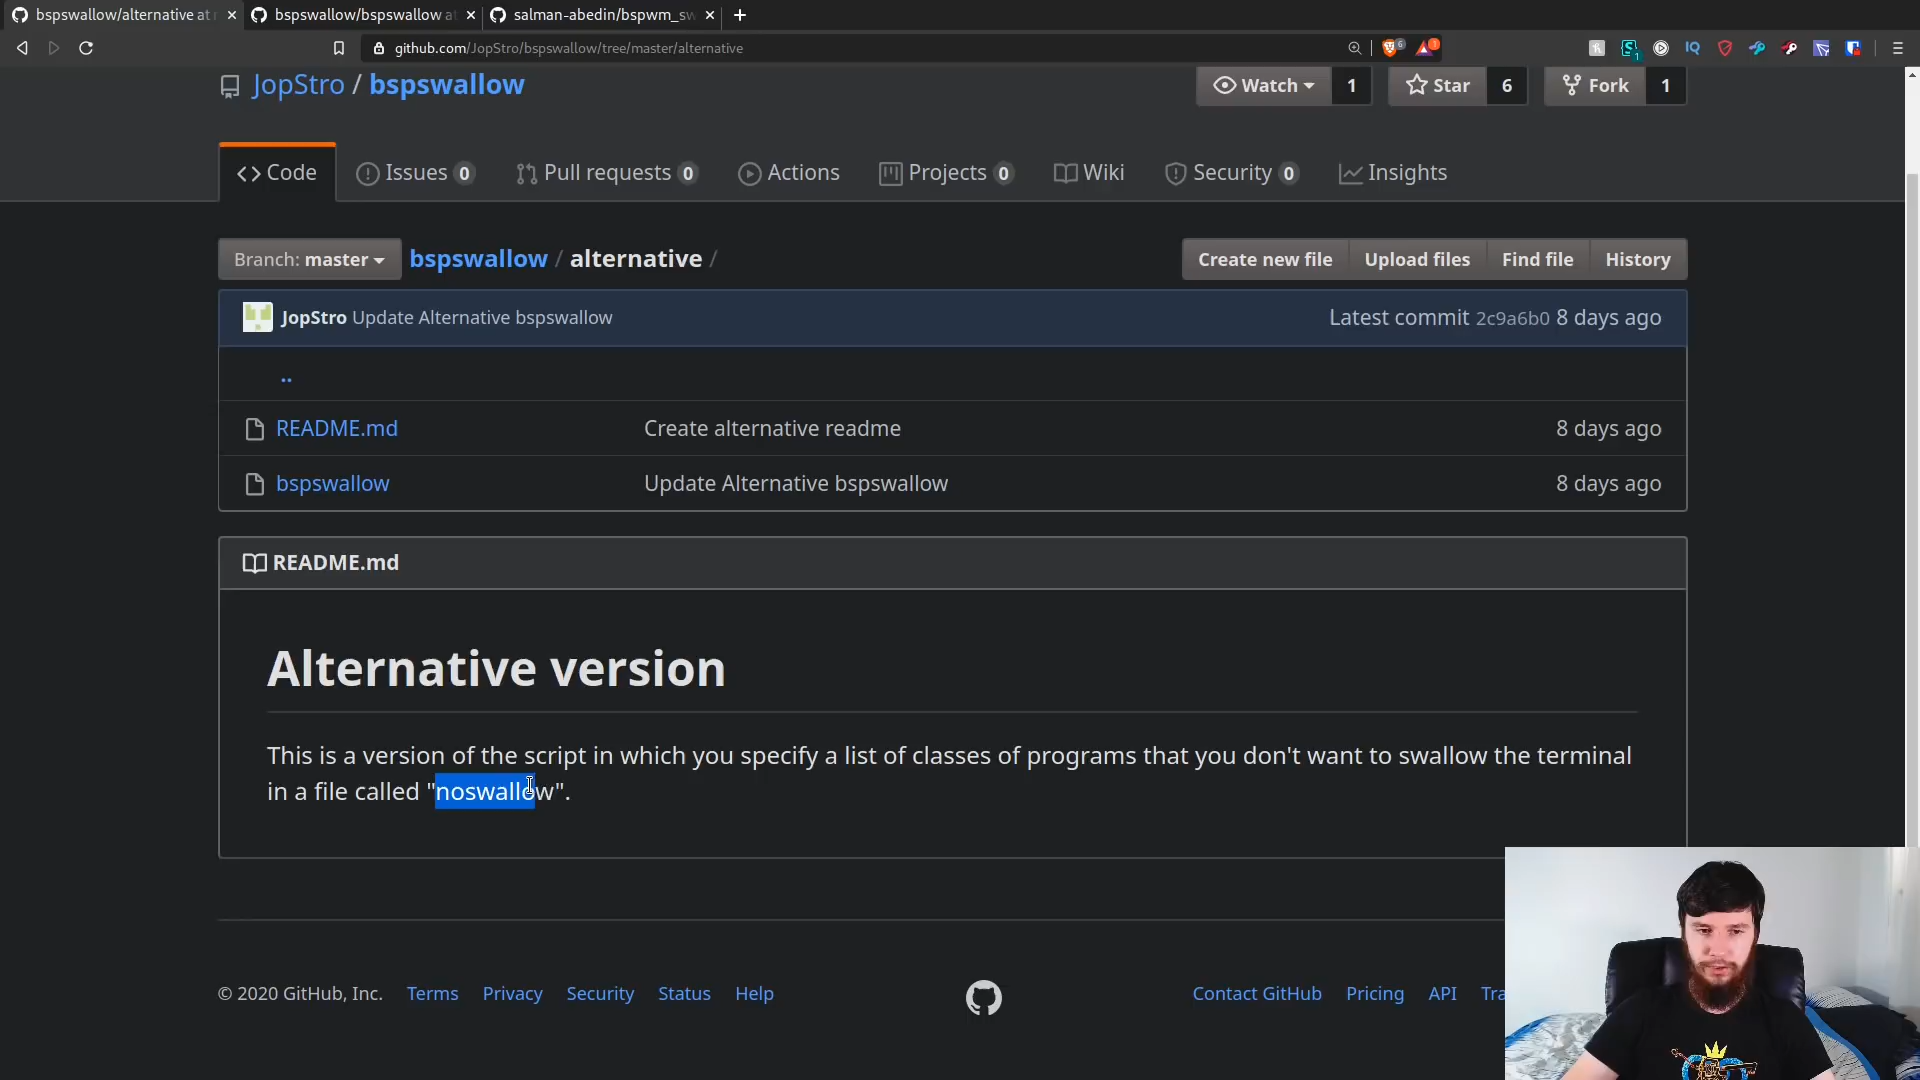 bspswallow/alternative at
bspswallow/bspswallow at
salman-abedin/bspwm_sw
github.com/JopStro/bspswallow/tree/master/alternative
JopStro / bspswallow
Watch 1
Star 6
Fork 1
Code
Issues 0
Pull requests 0
Actions
Projects 0
Wiki
Security 0
Insights
Branch: master
bspswallow / alternative /
Create new file
Upload files
Find file
History
JopStro Update Alternative bspswallow
Latest commit 2c9a6b0 8 days ago
..
README.md Create alternative readme 8 days ago
bspswallow Update Alternative bspswallow 8 days ago
README.md
Alternative version
This is a version of the script in which you specify a list of classes of programs that you don't want to swallow the terminal
in a file called "noswallow".
© 2020 GitHub, Inc. Terms Privacy Security Status Help
Contact GitHub Pricing API